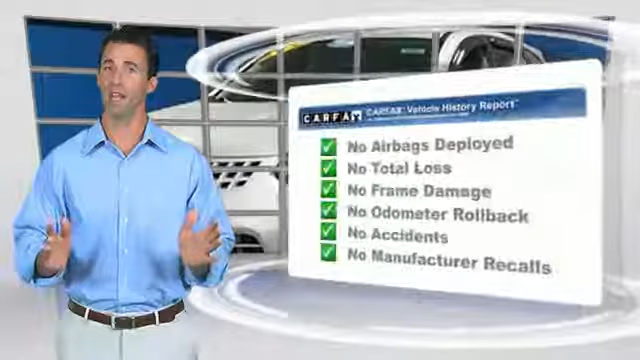 CARFAX CARFAX Vehicle History Report™
No Airbags Deployed
No Total Loss
No Frame Damage
No Odometer Rollback
No Accidents
No Manufacturer Recalls